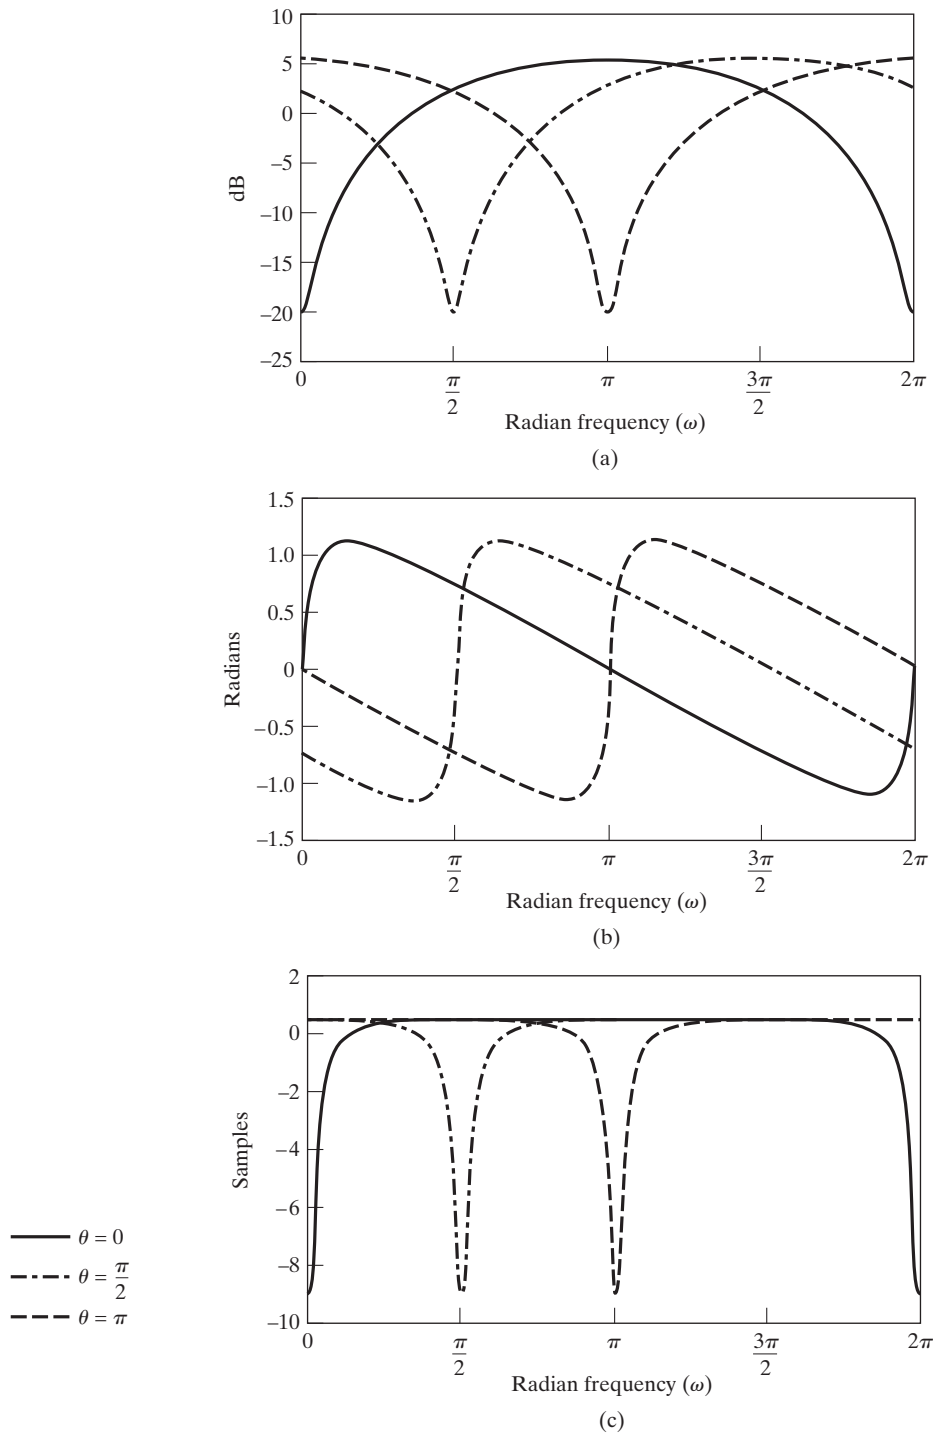 10
5
0
−5
−10
−15
−20
−25
dB
0
π/2
π
3π/2
2π
Radian frequency (ω)
(a)
1.5
1.0
0.5
0
−0.5
−1.0
−1.5
Radians
0
π/2
π
3π/2
2π
Radian frequency (ω)
(b)
2
0
−2
−4
−6
−8
−10
Samples
0
π/2
π
3π/2
2π
Radian frequency (ω)
(c)
θ = 0
θ = π/2
θ = π